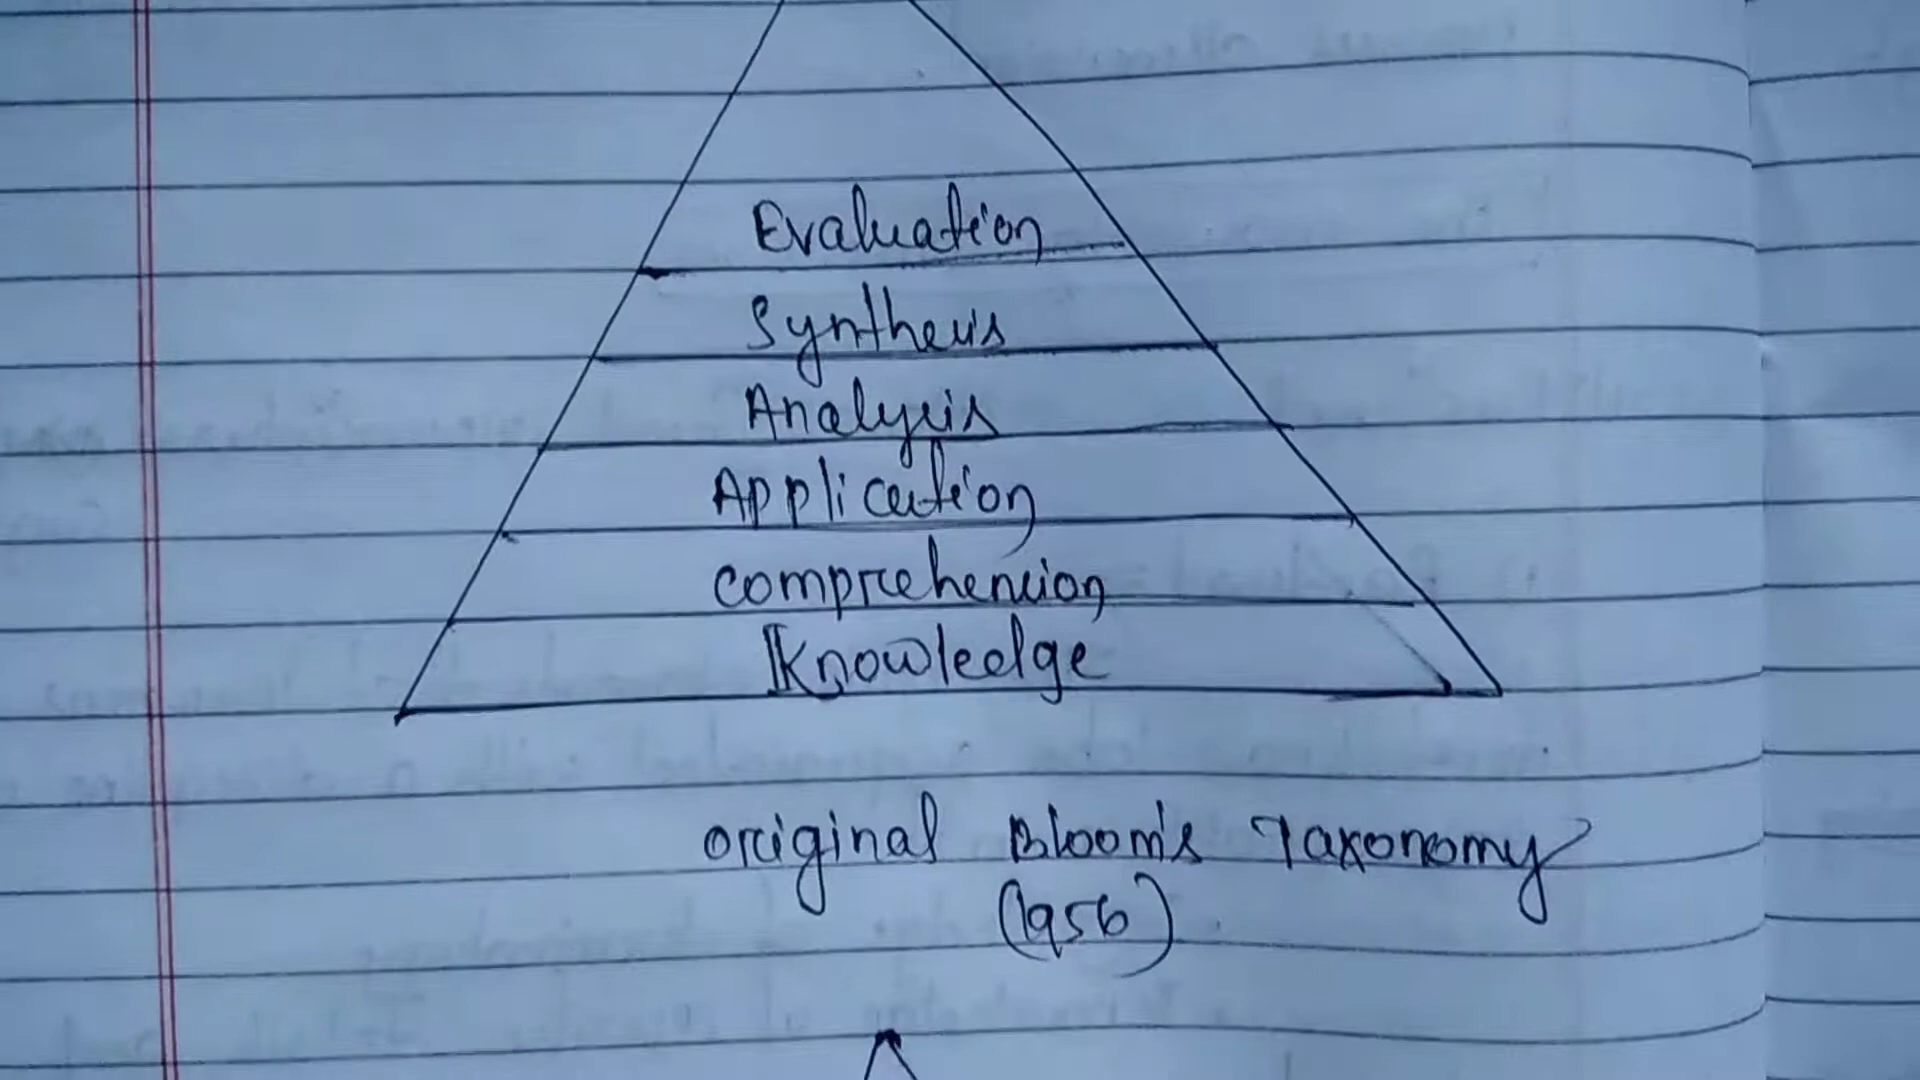 Evaluation
Synthesis
Analysis
Application
comprehension
Knowledge
original Bloom's Taxonomy
(1956)